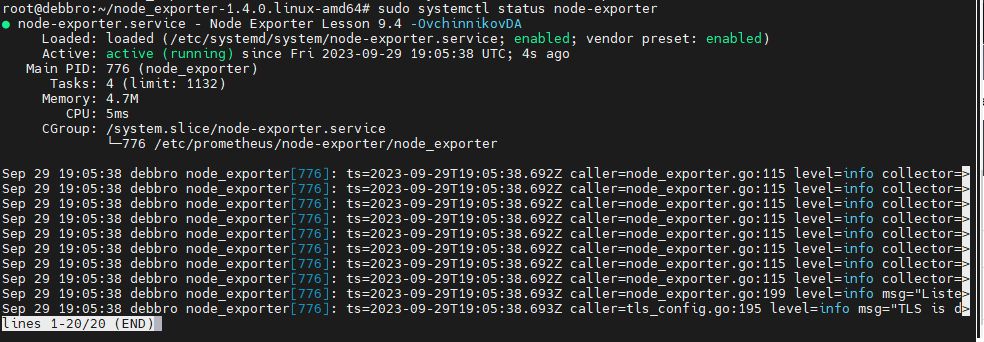 root@debbro:~/node_exporter-1.4.0.linux-amd64# sudo systemctl status node-exporter
● node-exporter.service - Node Exporter Lesson 9.4 -OvchinnikovDA
Loaded: loaded (/etc/systemd/system/node-exporter.service; enabled; vendor preset: enabled)
Active: active (running) since Fri 2023-09-29 19:05:38 UTC; 4s ago
Main PID: 776 (node_exporter)
Tasks: 4 (limit: 1132)
Memory: 4.7M
CPU: 5ms
CGroup: /system.slice/node-exporter.service
└─776 /etc/prometheus/node-exporter/node_exporter
Sep 29 19:05:38 debbro node_exporter[776]: ts=2023-09-29T19:05:38.692Z caller=node_exporter.go:115 level=info collector=>
Sep 29 19:05:38 debbro node_exporter[776]: ts=2023-09-29T19:05:38.692Z caller=node_exporter.go:115 level=info collector=>
Sep 29 19:05:38 debbro node_exporter[776]: ts=2023-09-29T19:05:38.692Z caller=node_exporter.go:115 level=info collector=>
Sep 29 19:05:38 debbro node_exporter[776]: ts=2023-09-29T19:05:38.692Z caller=node_exporter.go:115 level=info collector=>
Sep 29 19:05:38 debbro node_exporter[776]: ts=2023-09-29T19:05:38.692Z caller=node_exporter.go:115 level=info collector=>
Sep 29 19:05:38 debbro node_exporter[776]: ts=2023-09-29T19:05:38.692Z caller=node_exporter.go:115 level=info collector=>
Sep 29 19:05:38 debbro node_exporter[776]: ts=2023-09-29T19:05:38.692Z caller=node_exporter.go:115 level=info collector=>
Sep 29 19:05:38 debbro node_exporter[776]: ts=2023-09-29T19:05:38.692Z caller=node_exporter.go:115 level=info collector=>
Sep 29 19:05:38 debbro node_exporter[776]: ts=2023-09-29T19:05:38.693Z caller=node_exporter.go:199 level=info msg="Liste>
Sep 29 19:05:38 debbro node_exporter[776]: ts=2023-09-29T19:05:38.693Z caller=tls_config.go:195 level=info msg="TLS is d>
lines 1-20/20 (END)